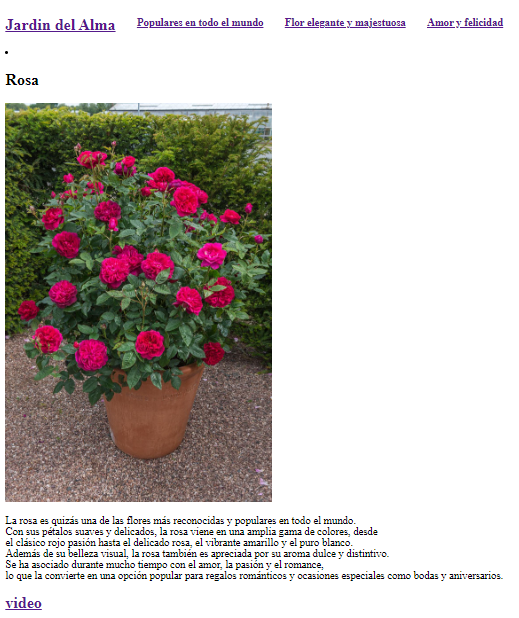 Jardin del Alma
Populares en todo el mundo
Flor elegante y majestuosa
Amor y felicidad
Rosa
La rosa es quizás una de las flores más reconocidas y populares en todo el mundo.
Con sus pétalos suaves y delicados, la rosa viene en una amplia gama de colores, desde
el clásico rojo pasión hasta el delicado rosa, el vibrante amarillo y el puro blanco.
Además de su belleza visual, la rosa también es apreciada por su aroma dulce y distintivo.
Se ha asociado durante mucho tiempo con el amor, la pasión y el romance,
lo que la convierte en una opción popular para regalos románticos y ocasiones especiales como bodas y aniversarios.
video